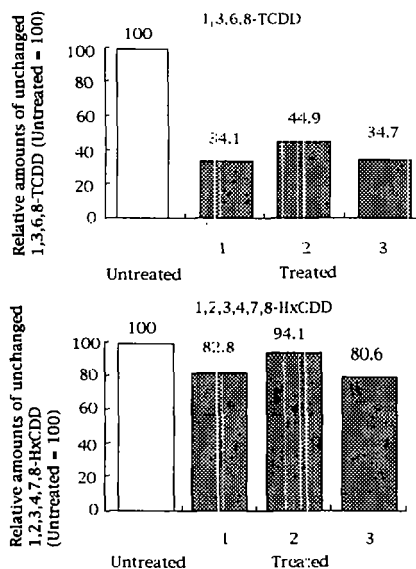 1,3,6,8-TCDD
Relative amounts of unchanged
1,3,6,8-TCDD (Untreated = 100)
100
80
60
40
20
0
100
34.1
44.9
34.7
1
2
3
Untreated
Treated
1,2,3,4,7,8-HxCDD
Relative amounts of unchanged
1,2,3,4,7,8-HxCDD
(Untreated = 100)
100
80
60
40
20
0
100
82.8
94.1
80.6
1
2
3
Untreated
Treated